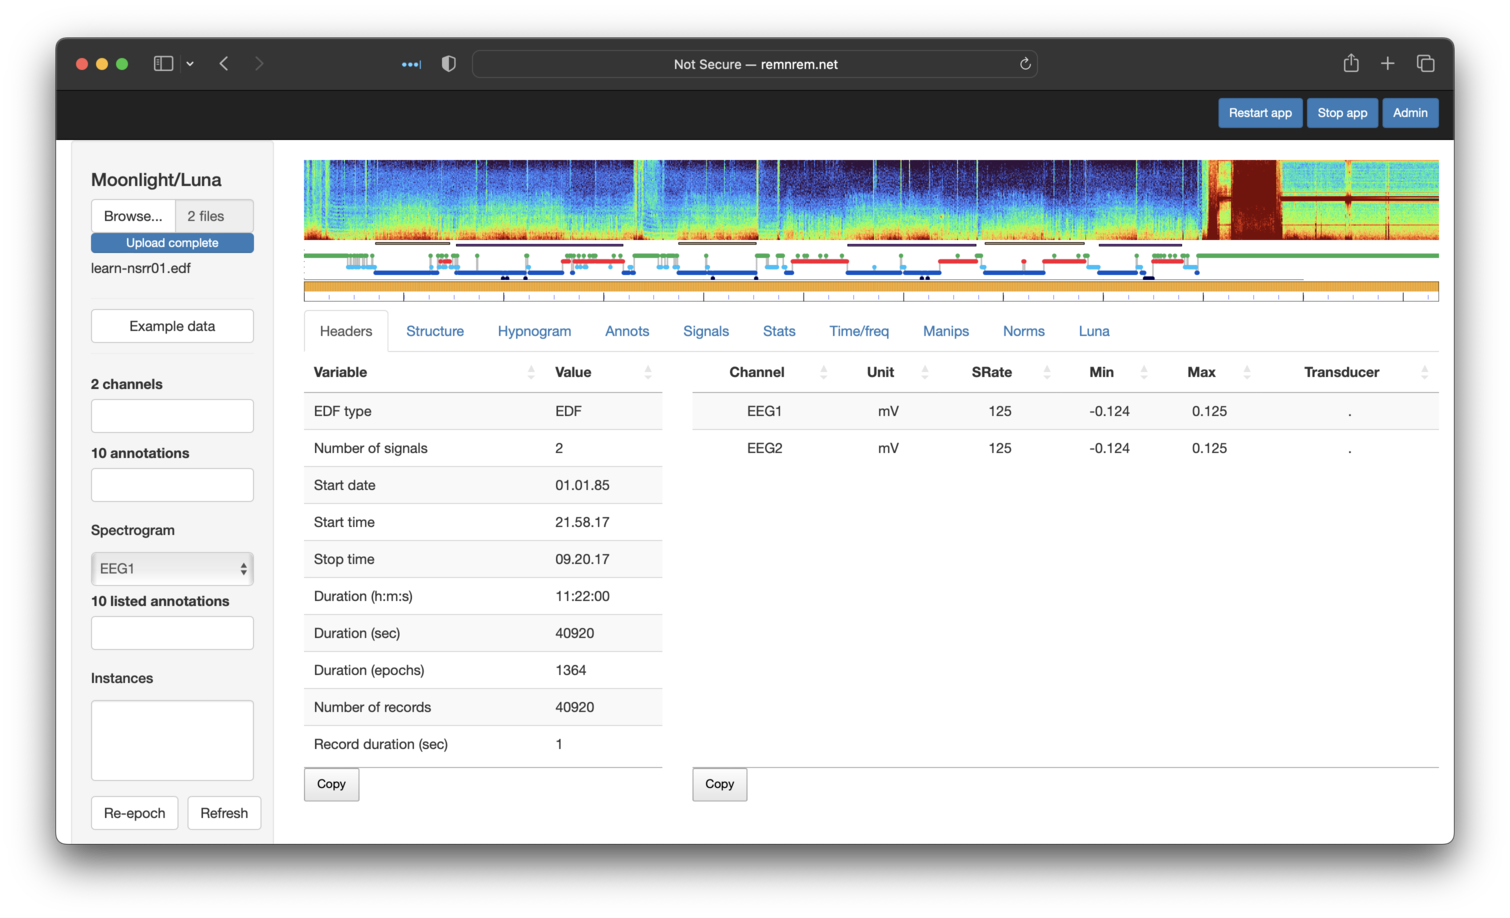 Not Secure — remnrem.net
Restart app Stop app Admin
Moonlight/Luna
Browse... 2 files
Upload complete
learn-nsrr01.edf
Example data
2 channels
10 annotations
Spectrogram
EEG1
10 listed annotations
Instances
Re-epoch Refresh
Headers Structure Hypnogram Annots Signals Stats Time/freq Manips Norms Luna
Variable Value
EDF type EDF
Number of signals 2
Start date 01.01.85
Start time 21.58.17
Stop time 09.20.17
Duration (h:m:s) 11:22:00
Duration (sec) 40920
Duration (epochs) 1364
Number of records 40920
Record duration (sec) 1
Copy
Channel Unit SRate Min Max Transducer
EEG1 mV 125 -0.124 0.125 .
EEG2 mV 125 -0.124 0.125 .
Copy